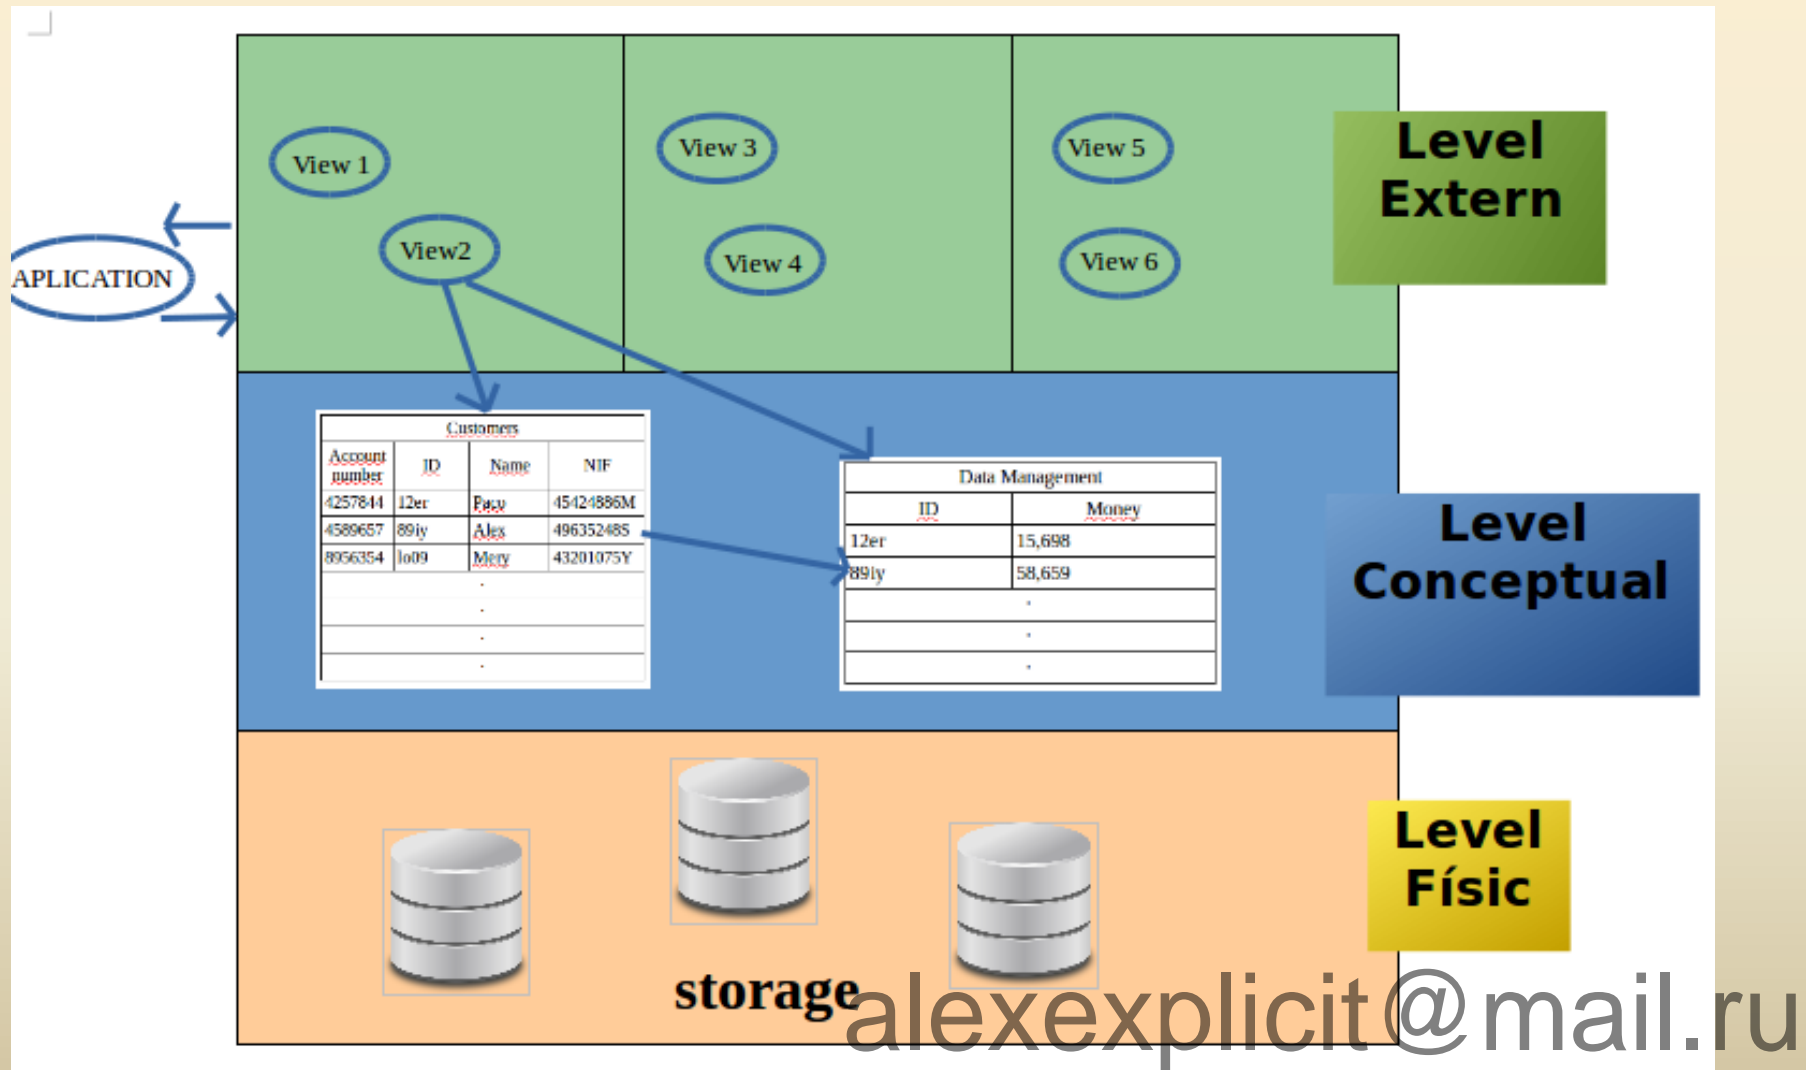 View 1
View 3
View 5
Level
Extern
View2
View 4
View 6
APLICATION
Customers
Account
number
ID
Name
NIF
4257844 12er Paco 45424886M
4589657 89iy Alex 49635248S
8956354 lo09 Mery 43201075Y
Data Management
ID Money
12er 15,698
89iy 58,659
Level
Conceptual
Level
Físic
storage
alexexplicit@mail.ru